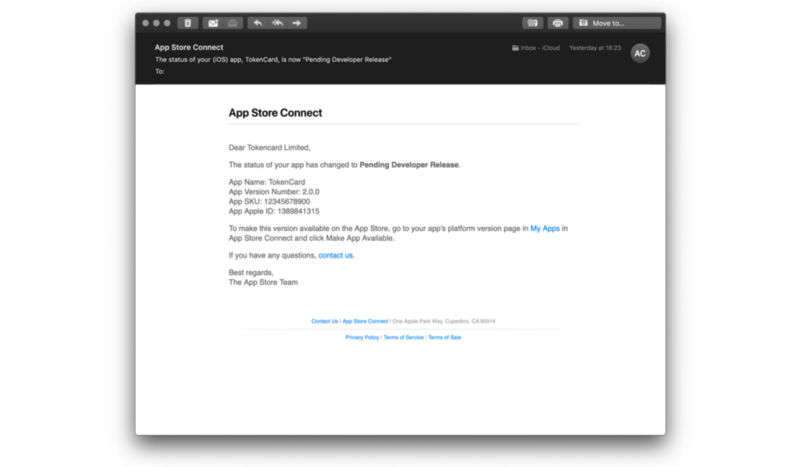 Move to...
App Store Connect
Inbox - iCloud
Yesterday at 18:23
AC
The status of your (iOS) app, TokenCard, is now "Pending Developer Release"
To:
App Store Connect
Dear Tokencard Limited,
The status of your app has changed to Pending Developer Release.
App Name: TokenCard
App Version Number: 2.0.0
App SKU: 12345678900
App Apple ID: 1389841315
To make this version available on the App Store, go to your app's platform version page in My Apps in
App Store Connect and click Make App Available.
If you have any questions, contact us.
Best regards,
The App Store Team
Contact Us | App Store Connect | One Apple Park Way, Cupertino, CA 95014
Privacy Policy | Terms of Service | Terms of Sale